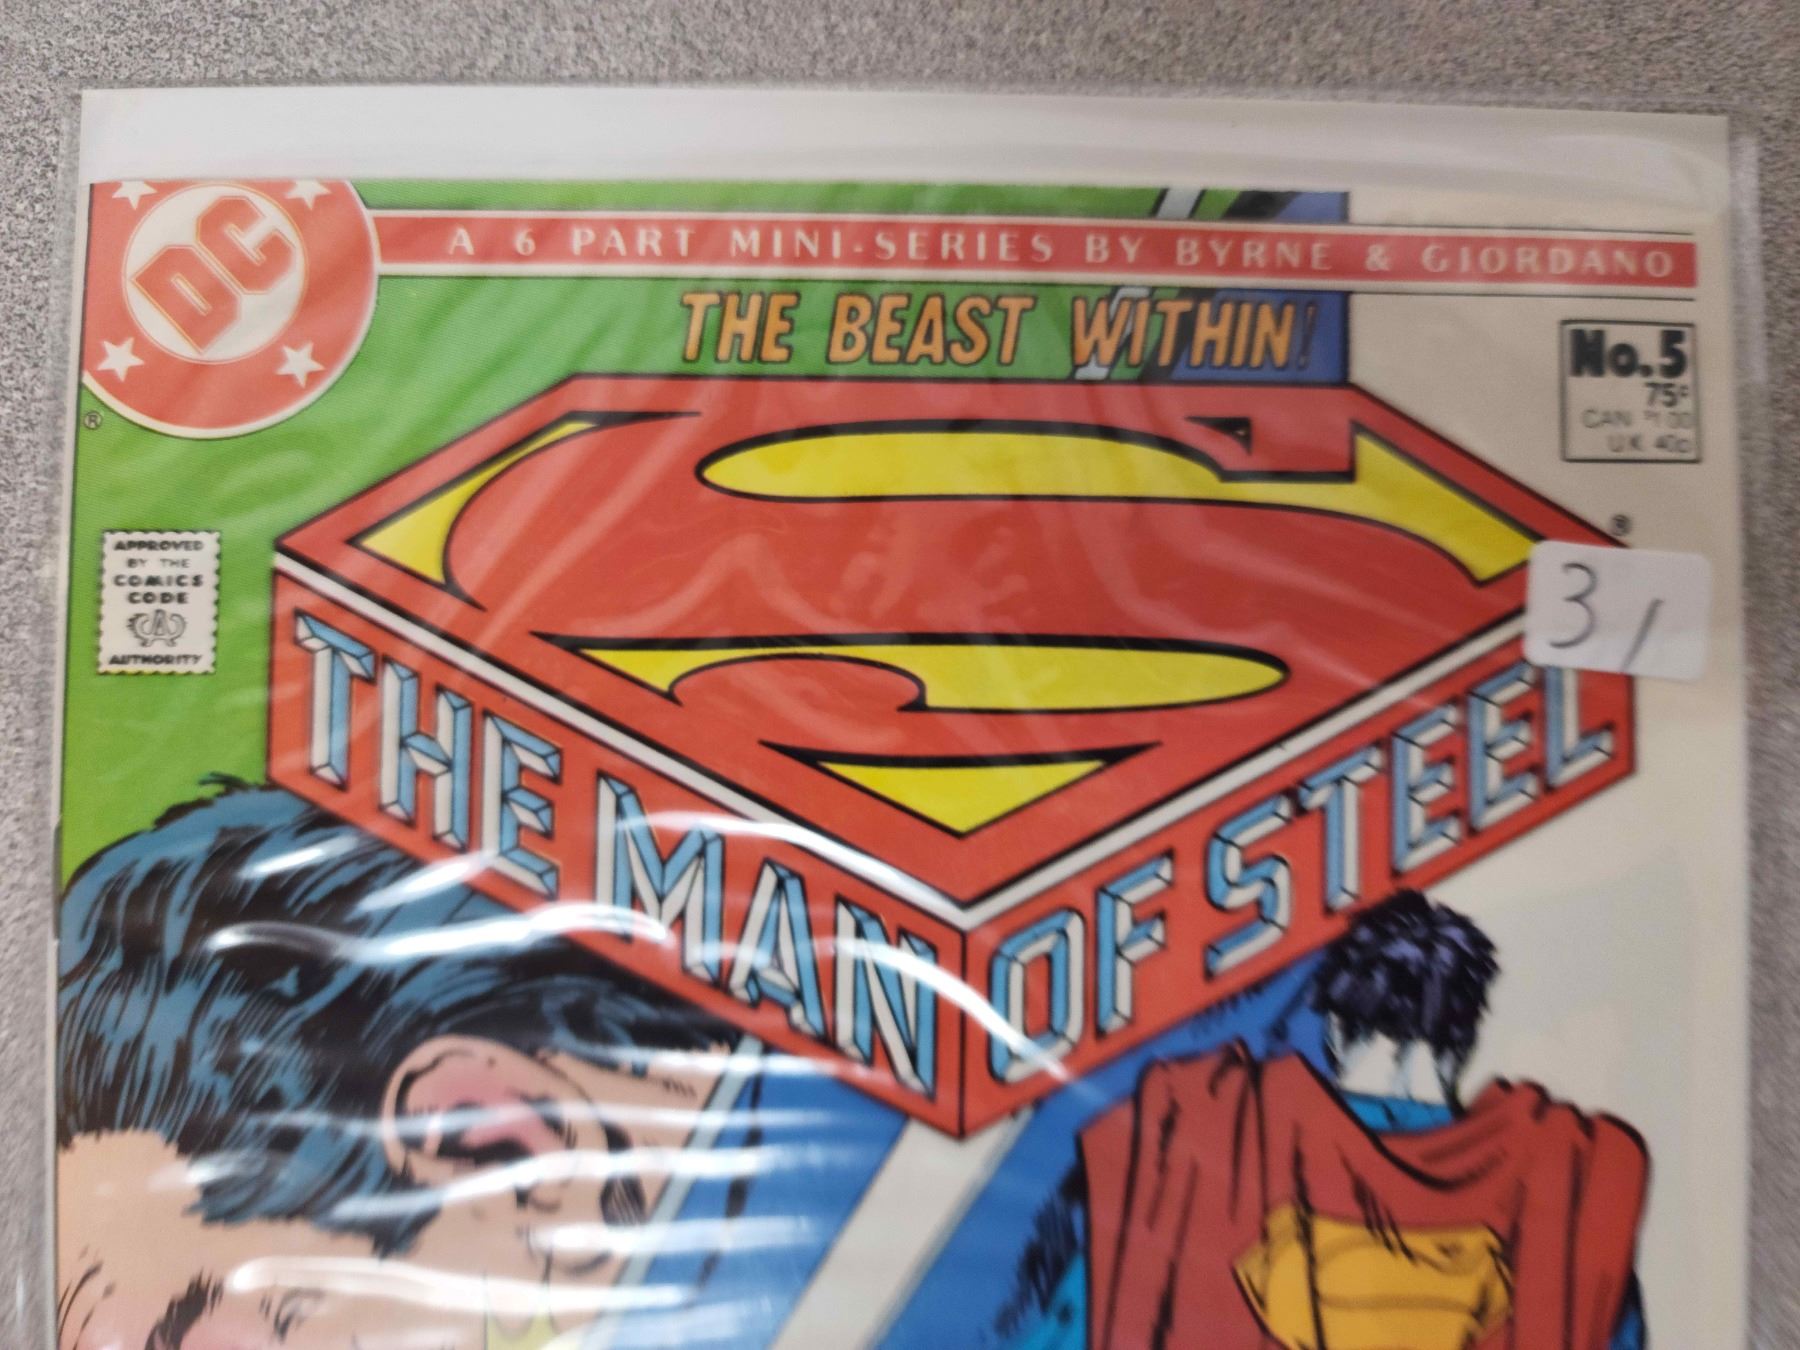 DC
A 6 PART MINI-SERIES BY BYRNE & GIORDANO
THE BEAST WITHIN!
No.5
75¢
CAN $1.00
U.K. 40p
®
®
APPROVED
BY THE
COMICS
CODE
A
AUTHORITY
S
3/
THE MAN OF STEEL